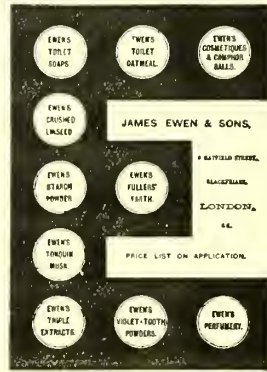 EWEN'S
TOILET
SOAPS.
EWEN'S
TOILET
OATMEAL.
EWEN'S
COSMETIQUES
& CAMPHOR
BALLS.
EWEN'S
CRUSHED
LINSEED
JAMES EWEN & SONS,
HATFIELD STREET,
BLACKFRIARS,
LONDON,
S.E.
EWEN'S
STARCH
POWDER
EWEN'S
FULLERS'
EARTH.
EWEN'S
TONQUIN
MUSK.
PRICE LIST ON APPLICATION.
EWEN'S
TRIPLE
EXTRACTS.
EWEN'S
VIOLET·TOOTH
POWDERS.
EWEN'S
PERFUMERY.